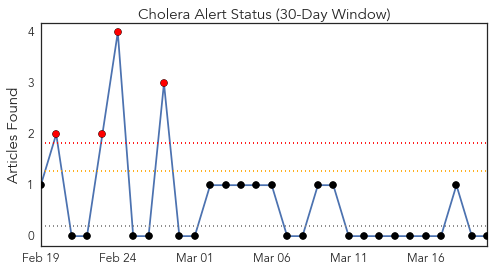 Cholera Alert Status (30-Day Window)
Articles Found
4
3
2
1
0
Feb 19 Feb 24 Mar 01 Mar 06 Mar 11 Mar 16